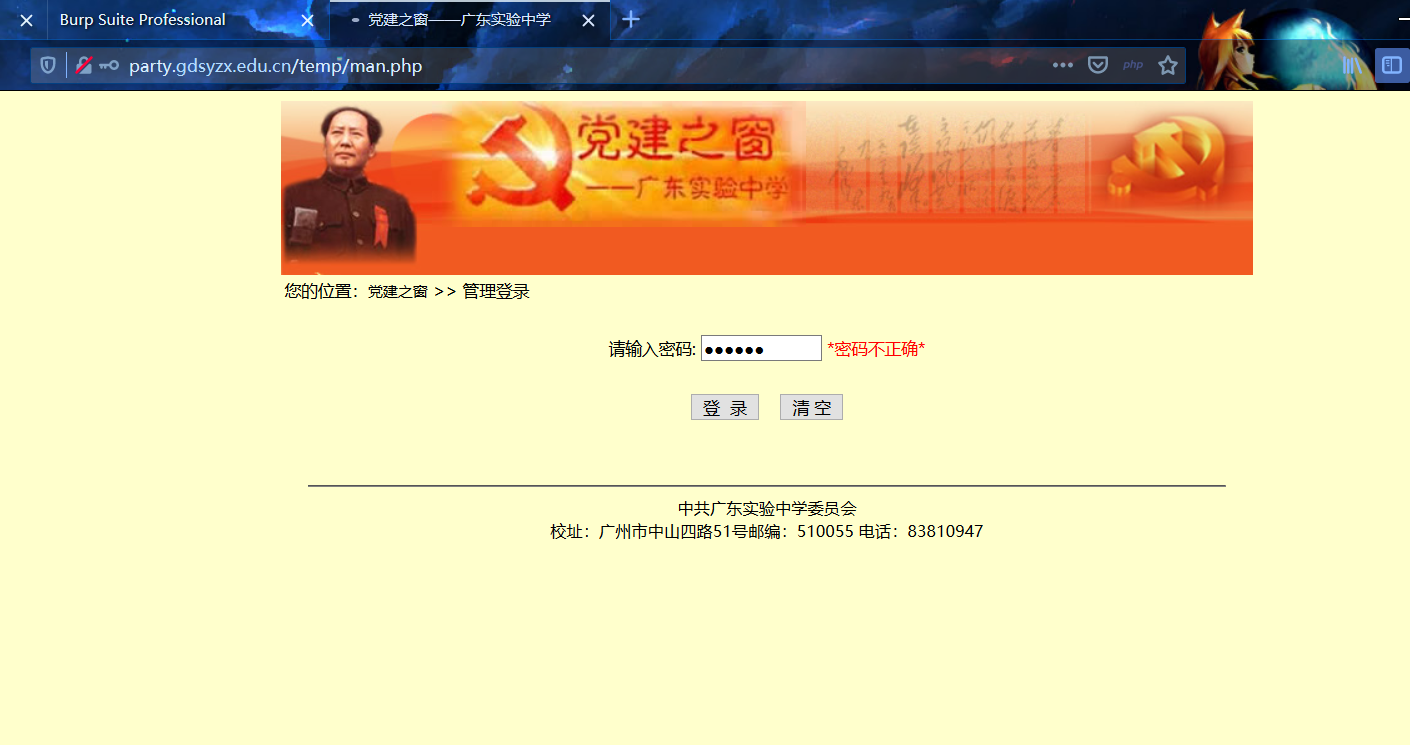 Burp Suite Professional
党建之窗——广东实验中学
party.gdsyzx.edu.cn/temp/man.php
php
党建之窗
——广东实验中学
您的位置：党建之窗 >> 管理登录
请输入密码: ●●●●●● *密码不正确*
登 录 清 空
中共广东实验中学委员会
校址：广州市中山四路51号邮编：510055 电话：83810947